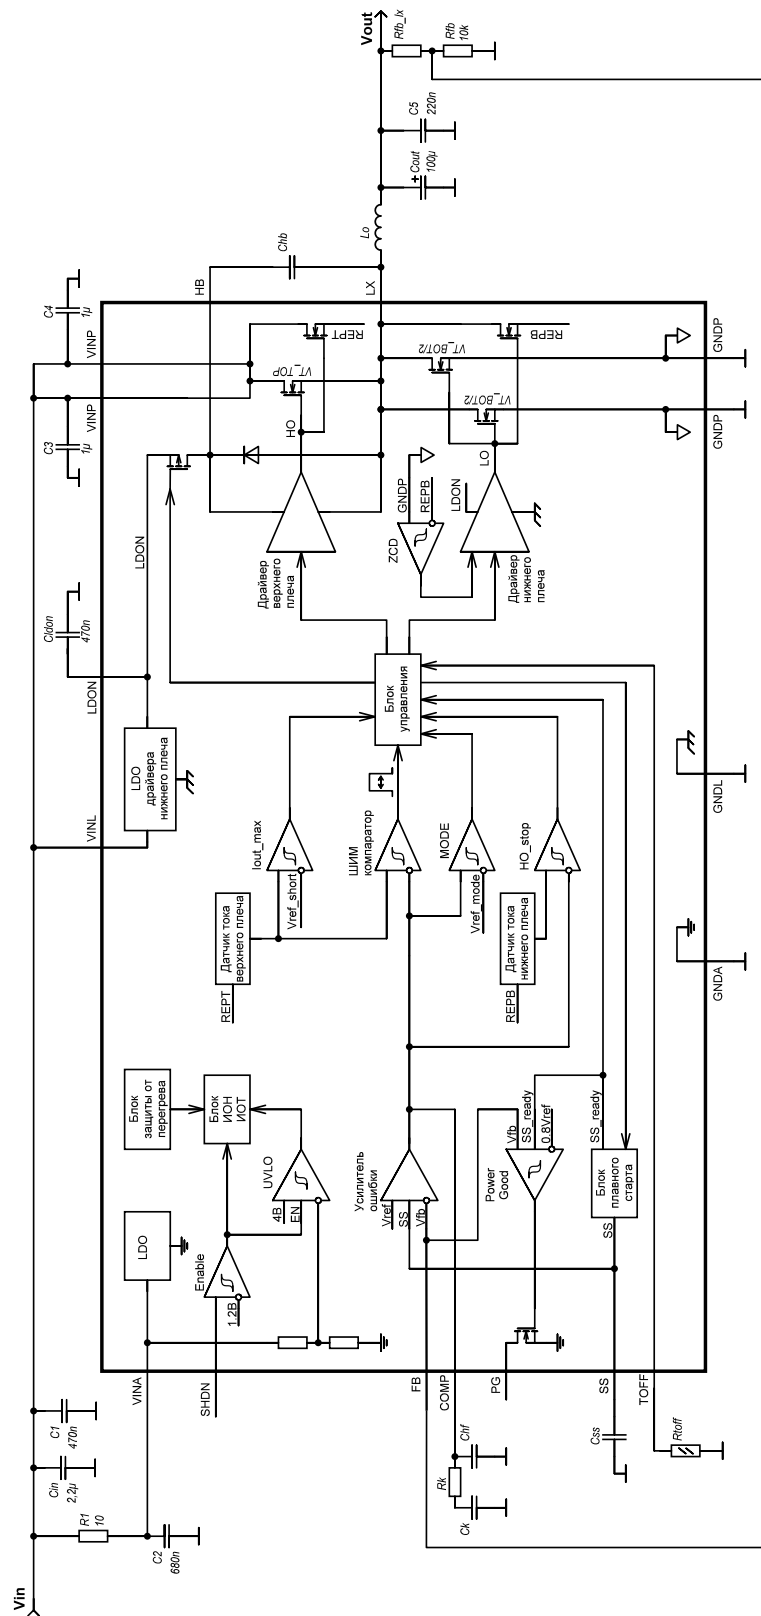 Vin
R1
10
C2
680n
Cin
2,2µ
C1
470n
VINA
SHDN
FB
COMP
PG
SS
TOFF
Rk
Ck
Chf
Css
Rtoff
LDO
Enable
1.2В
Блок
защиты от
перегрева
Блок
ИОН
ИОТ
UVLO
4В
EN
Усилитель
ошибки
Vref
SS
Vfb
Power
Good
Vfb
SS_ready
0.8Vref
SS_ready
Блок
плавного
старта
SS
REPT
Датчик тока
верхнего плеча
Iout_max
Vref_short
ШИМ
компаратор
MODE
Vref_mode
REPB
Датчик тока
нижнего плеча
HO_stop
GNDA
GNDL
VINL
LDO
драйвера
нижнего плеча
LDON
Cldon
470n
LDON
Блок
управления
Драйвер
верхнего
плеча
ZCD
GNDP
REPB
LDON
Драйвер
нижнего
плеча
HO
LO
C3
1µ
VINP
VINP
C4
1µ
VT_TOP
REPT
VT_BOT/2
VT_BOT/2
REPB
GNDP
GNDP
HB
LX
Chb
Lo
Cout
+
100µ
C5
220n
Vout
Rfb_lx
Rfb
10k